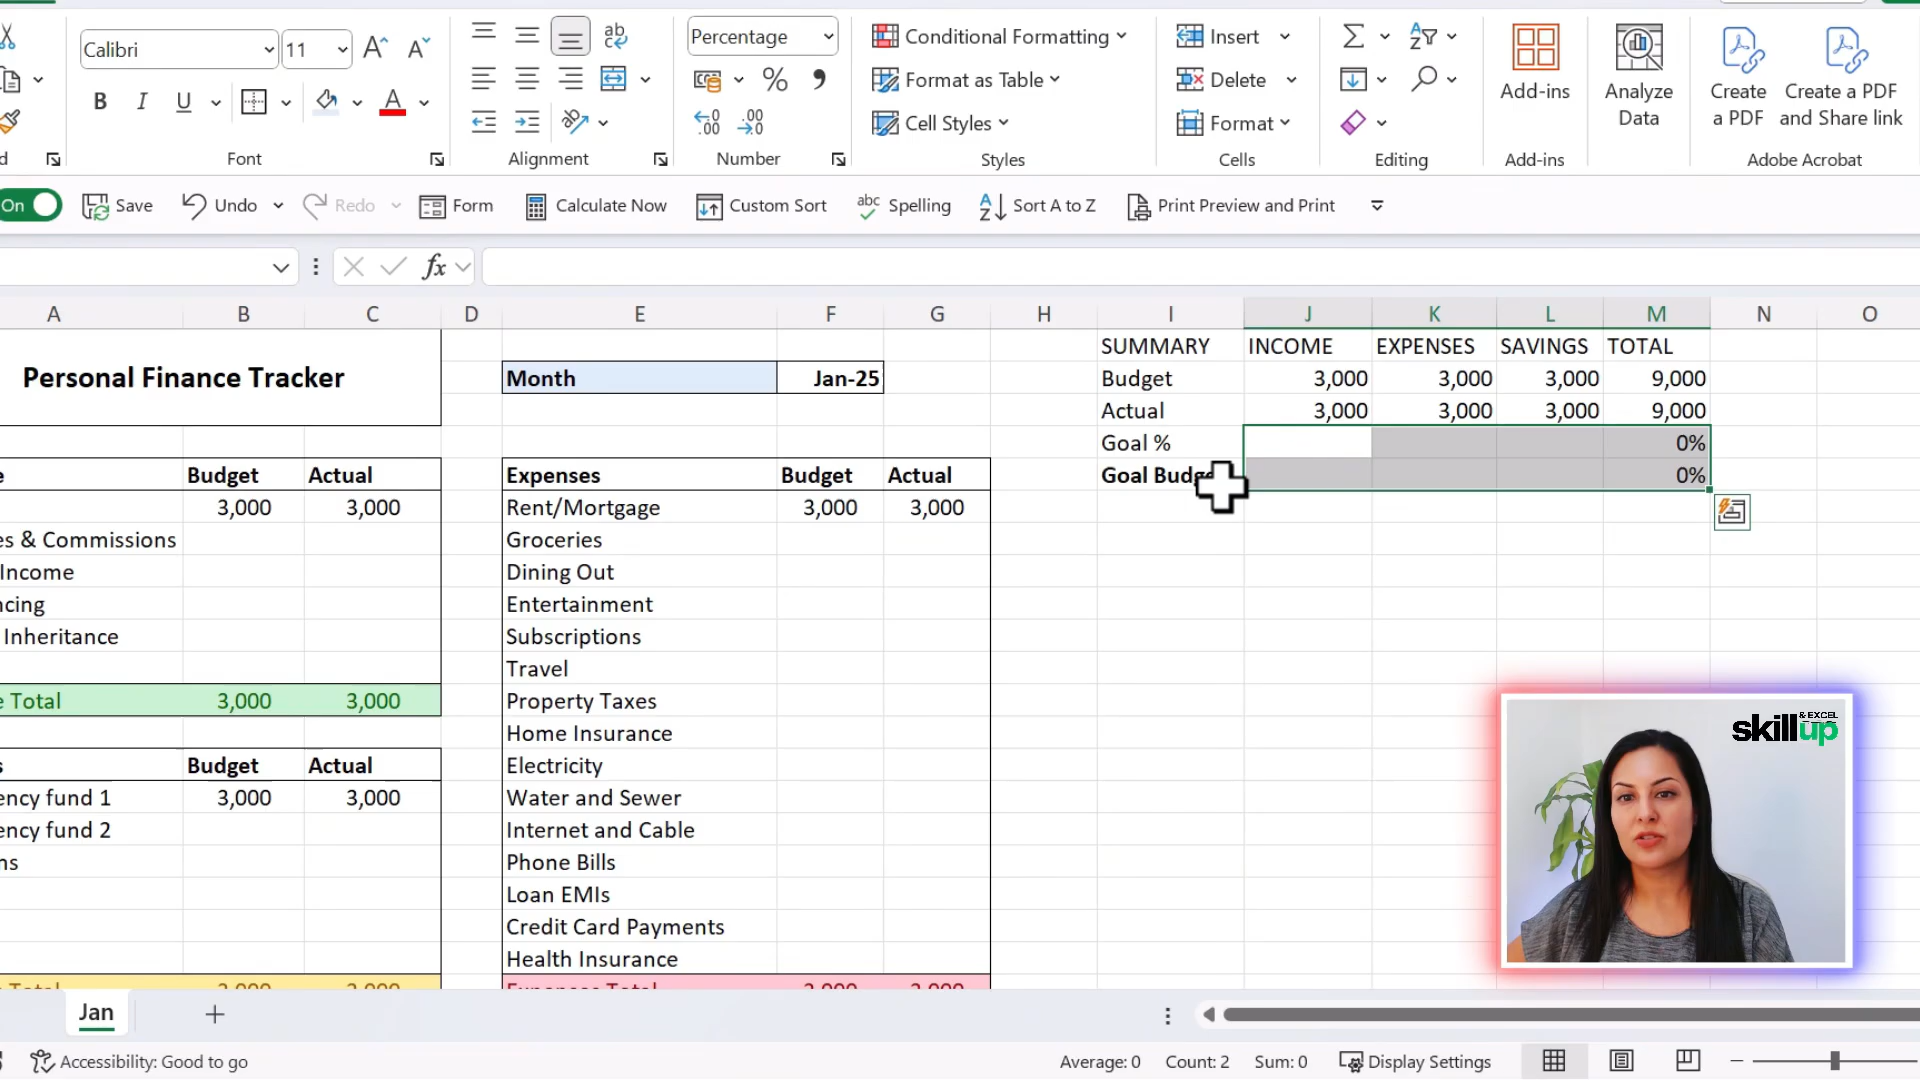 Calibri 11 Percentage Conditional Formatting Insert
Format as Table Delete Add-ins Analyze Data Create a PDF Create a PDF and Share link
B I U Cell Styles Format
Font Alignment Number Styles Cells Editing Add-ins Adobe Acrobat
On Save Undo Redo Form Calculate Now Custom Sort Spelling Sort A to Z Print Preview and Print
fx
A B C D E F G H I J K L M N O
SUMMARY INCOME EXPENSES SAVINGS TOTAL
Personal Finance Tracker Month Jan-25 Budget 3,000 3,000 3,000 9,000
Actual 3,000 3,000 3,000 9,000
Goal % 0%
Budget Actual Expenses Budget Actual Goal Budg 0%
3,000 3,000 Rent/Mortgage 3,000 3,000
es & Commissions Groceries
Income Dining Out
ncing Entertainment
Inheritance Subscriptions
Travel
e Total 3,000 3,000 Property Taxes
Home Insurance
s Budget Actual Electricity
ency fund 1 3,000 3,000 Water and Sewer
ency fund 2 Internet and Cable
ns Phone Bills
Loan EMIs
Credit Card Payments
Health Insurance
Total 3,000 3,000 Expenses Total 3,000 3,000
skillup & EXCEL
Jan
Accessibility: Good to go Average: 0 Count: 2 Sum: 0 Display Settings